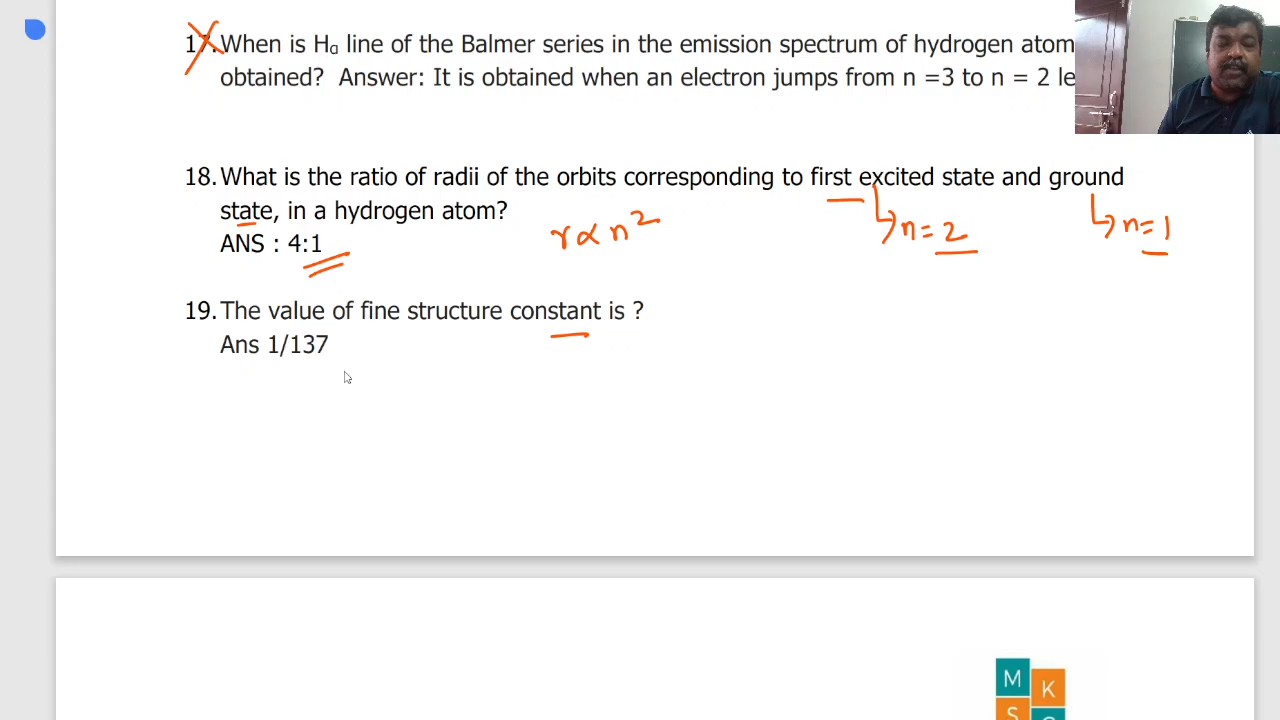 17. When is Hα line of the Balmer series in the emission spectrum of hydrogen atom
obtained? Answer: It is obtained when an electron jumps from n =3 to n = 2 le
18. What is the ratio of radii of the orbits corresponding to first excited state and ground
state, in a hydrogen atom?
r∝n² n=2 n=1
ANS : 4:1
19. The value of fine structure constant is ?
Ans 1/137
M K
S